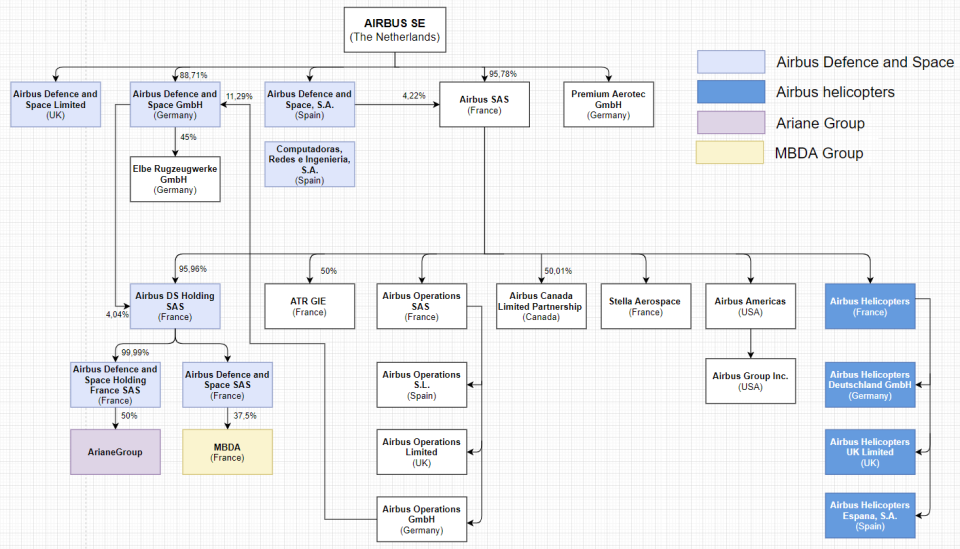 AIRBUS SE
(The Netherlands)
88,71%
95,78%
Airbus Defence and
Space Limited
(UK)
Airbus Defence and
Space GmbH
(Germany)
11,29%
Airbus Defence and
Space, S.A.
(Spain)
4,22%
Airbus SAS
(France)
Premium Aerotec
GmbH
(Germany)
Airbus Defence and Space
Airbus helicopters
Ariane Group
MBDA Group
45%
Elbe Rugzeugwerke
GmbH
(Germany)
Computadoras,
Redes e Ingenieria,
S.A.
(Spain)
95,96%
50%
50,01%
4,04%
Airbus DS Holding
SAS
(France)
ATR GIE
(France)
Airbus Operations
SAS
(France)
Airbus Canada
Limited Partnership
(Canada)
Stella Aerospace
(France)
Airbus Americas
(USA)
Airbus Helicopters
(France)
99,99%
Airbus Defence and
Space Holding
France SAS
(France)
Airbus Defence and
Space SAS
(France)
Airbus Operations
S.L.
(Spain)
Airbus Group Inc.
(USA)
Airbus Helicopters
Deutschland GmbH
(Germany)
50%
37,5%
ArianeGroup
MBDA
(France)
Airbus Operations
Limited
(UK)
Airbus Helicopters
UK Limited
(UK)
Airbus Operations
GmbH
(Germany)
Airbus Helicopters
Espana, S.A.
(Spain)